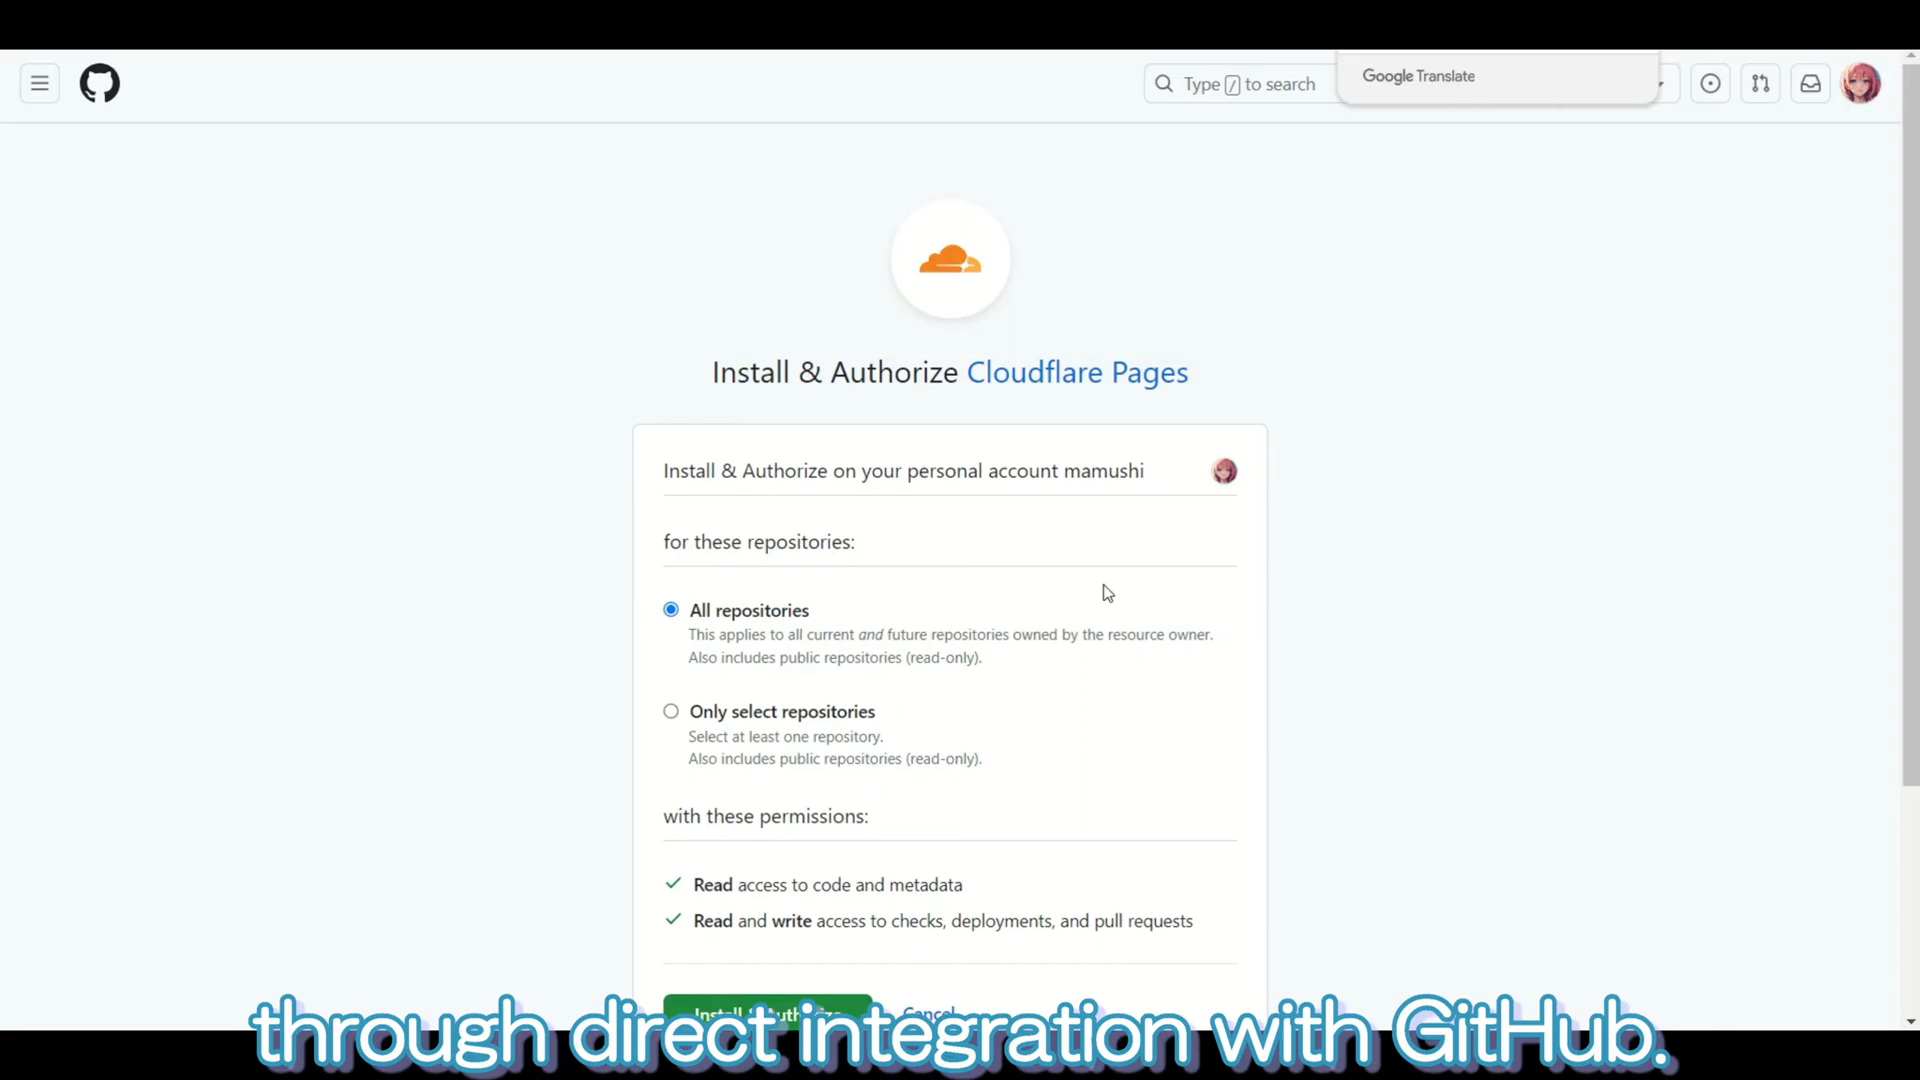 Type / to search
Google Translate
Install & Authorize Cloudflare Pages
Install & Authorize on your personal account mamushi
for these repositories:
All repositories
This applies to all current and future repositories owned by the resource owner.
Also includes public repositories (read-only).
Only select repositories
Select at least one repository.
Also includes public repositories (read-only).
with these permissions:
Read access to code and metadata
Read and write access to checks, deployments, and pull requests
Install & Authorize
Cancel
through direct integration with GitHub.